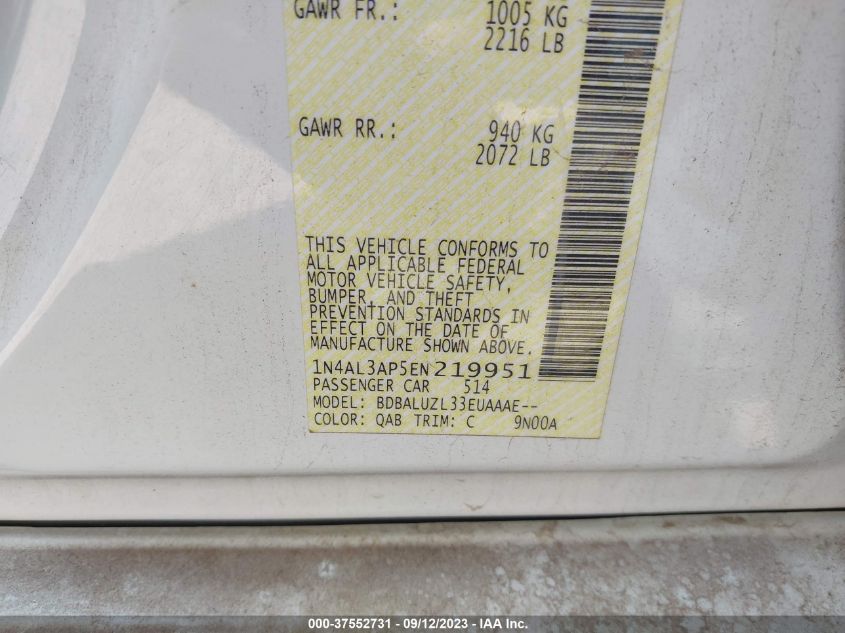 GAWR FR.: 1005 KG
2216 LB
GAWR RR.: 940 KG
2072 LB
THIS VEHICLE CONFORMS TO
ALL APPLICABLE FEDERAL
MOTOR VEHICLE SAFETY,
BUMPER, AND THEFT
PREVENTION STANDARDS IN
EFFECT ON THE DATE OF
MANUFACTURE SHOWN ABOVE.
1N4AL3AP5EN219951
PASSENGER CAR 514
MODEL: BDBALUZL33EUAAAE--
COLOR: QAB TRIM: C 9N00A
000-37552731 - 09/12/2023 - IAA Inc.